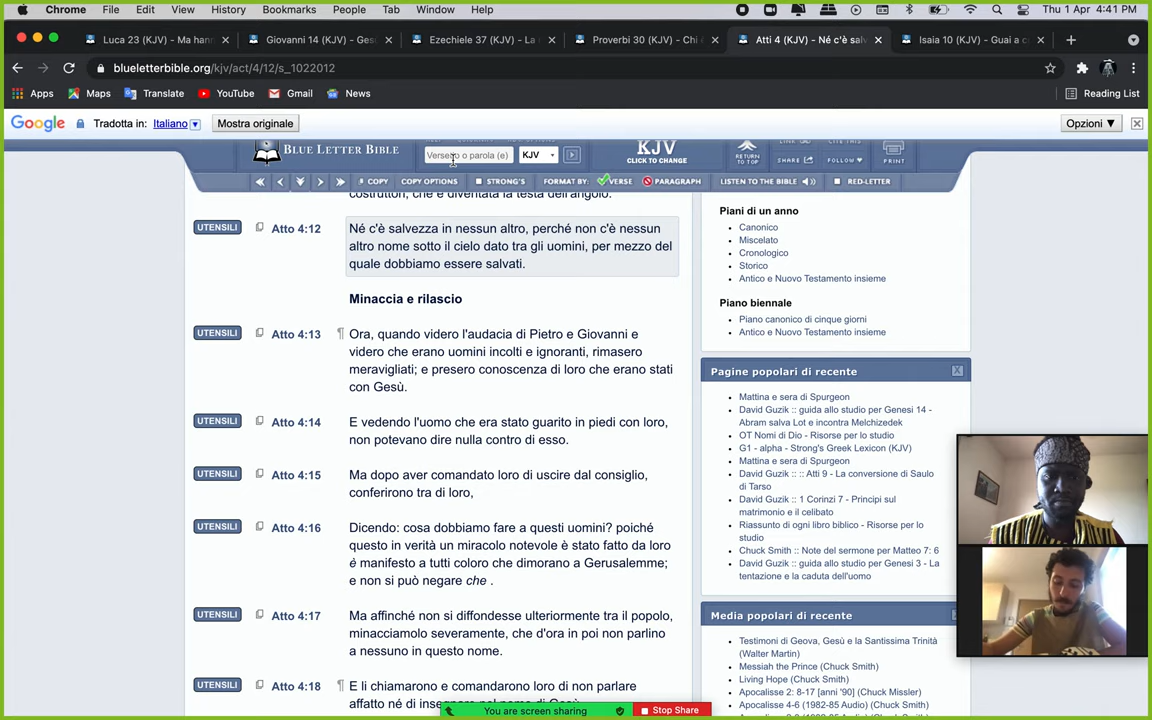 Chrome File Edit View History Bookmarks People Tab Window Help Thu 1 Apr 4:41 PM
Luca 23 (KJV) - Ma han Giovanni 14 (KJV) - Ges Ezechiele 37 (KJV) - La Proverbi 30 (KJV) - Chi Atti 4 (KJV) - Né c'è salv Isaia 10 (KJV) - Guai a c
blueletterbible.org/kjv/act/4/12/s_1022012
Apps Maps Translate YouTube Gmail News Reading List
Google Tradotta in: Italiano Mostra originale Opzioni ▼
BLUE LETTER BIBLE Verso o parola (e) KJV KJV
CLICK TO CHANGE RETURN TO TOP SHARE FOLLOW PRINT
COPY COPY OPTIONS STRONG'S FORMAT BY: VERSE PARAGRAPH LISTEN TO THE BIBLE RED-LETTER
costruttori, che è diventata la testa dell'angolo.
UTENSILI Atto 4:12 Né c'è salvezza in nessun altro, perché non c'è nessun
altro nome sotto il cielo dato tra gli uomini, per mezzo del
quale dobbiamo essere salvati.
Minaccia e rilascio
UTENSILI Atto 4:13 ¶ Ora, quando videro l'audacia di Pietro e Giovanni e
videro che erano uomini incolti e ignoranti, rimasero
meravigliati; e presero conoscenza di loro che erano stati
con Gesù.
UTENSILI Atto 4:14 E vedendo l'uomo che era stato guarito in piedi con loro,
non potevano dire nulla contro di esso.
UTENSILI Atto 4:15 Ma dopo aver comandato loro di uscire dal consiglio,
conferirono tra di loro,
UTENSILI Atto 4:16 Dicendo: cosa dobbiamo fare a questi uomini? poiché
questo in verità un miracolo notevole è stato fatto da loro
è manifesto a tutti coloro che dimorano a Gerusalemme;
e non si può negare che .
UTENSILI Atto 4:17 Ma affinché non si diffondesse ulteriormente tra il popolo,
minacciamolo severamente, che d'ora in poi non parlino
a nessuno in questo nome.
UTENSILI Atto 4:18 ¶ E li chiamarono e comandarono loro di non parlare
Piani di un anno
Canonico
Miscelato
Cronologico
Storico
Antico e Nuovo Testamento insieme
Piano biennale
Piano canonico di cinque giorni
Antico e Nuovo Testamento insieme
Pagine popolari di recente X
Mattina e sera di Spurgeon
David Guzik :: guida allo studio per Genesi 14 -
Abram salva Lot e incontra Melchizedek
OT Nomi di Dio - Risorse per lo studio
G1 - alpha - Strong's Greek Lexicon (KJV)
Mattina e sera di Spurgeon
David Guzik :: :: Atti 9 - La conversione di Saulo
di Tarso
David Guzik :: 1 Corinzi 7 - Principi sul
matrimonio e il celibato
Riassunto di ogni libro biblico - Risorse per lo
studio
Chuck Smith :: Note del sermone per Matteo 7: 6
David Guzik :: guida allo studio per Genesi 3 - La
tentazione e la caduta dell'uomo
Media popolari di recente
Testimoni di Geova, Gesù e la Santissima Trinità
(Walter Martin)
Messiah the Prince (Chuck Smith)
Living Hope (Chuck Smith)
Apocalisse 2: 8-17 [anni '90] (Chuck Missler)
Apocalisse 4-6 (1982-85 Audio) (Chuck Smith)
You are screen sharing Stop Share